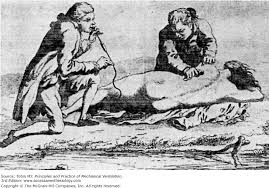 Source: Tobin MJ: Principles and Practice of Mechanical Ventilation,
3rd Edition: www.accessanesthesiology.com
Copyright © The McGraw-Hill Companies, Inc. All rights reserved.